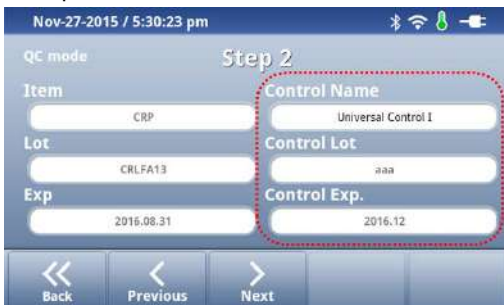 Nov-27-2015 / 5:30:23 pm
QC mode
Step 2
Item
Control Name
CRP
Universal Control I
Lot
Control Lot
CRLFA13
aaa
Exp
Control Exp.
2016.08.31
2016.12
Back
Previous
Next